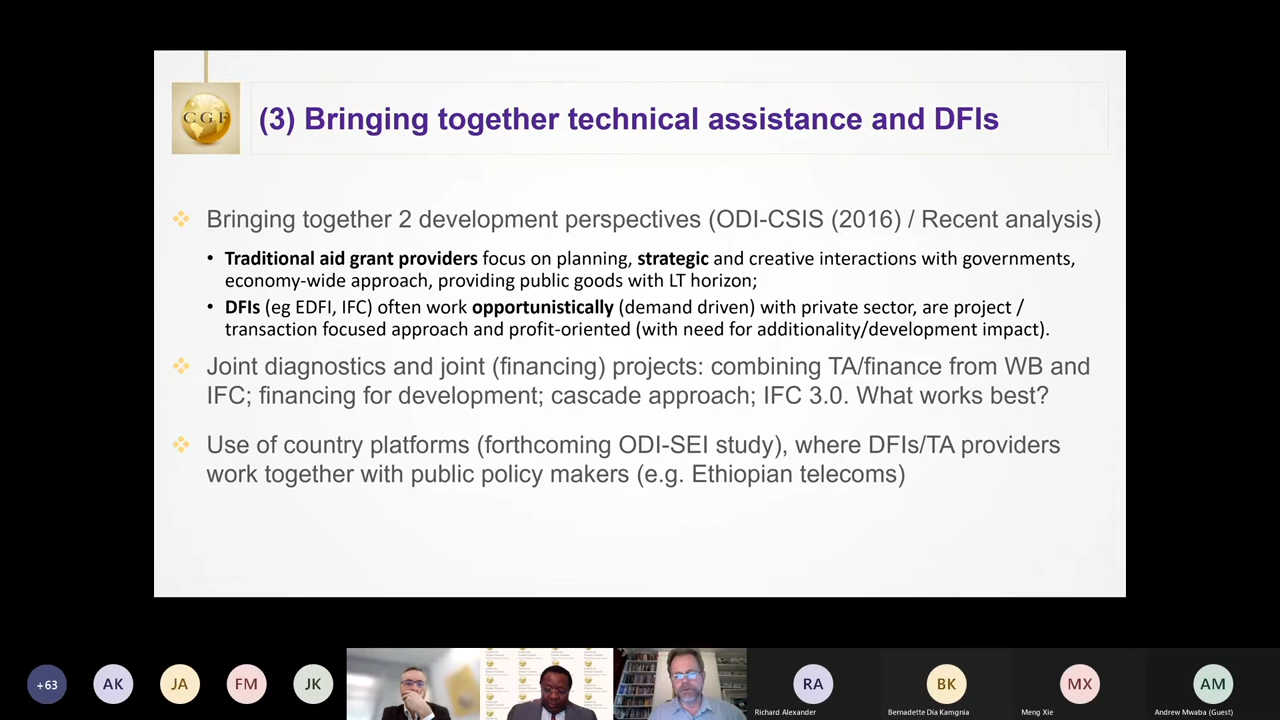 CGF
(3) Bringing together technical assistance and DFIs
Bringing together 2 development perspectives (ODI-CSIS (2016) / Recent analysis)
• Traditional aid grant providers focus on planning, strategic and creative interactions with governments,
economy-wide approach, providing public goods with LT horizon;
• DFIs (eg EDFI, IFC) often work opportunistically (demand driven) with private sector, are project /
transaction focused approach and profit-oriented (with need for additionality/development impact).
Joint diagnostics and joint (financing) projects: combining TA/finance from WB and
IFC; financing for development; cascade approach; IFC 3.0. What works best?
Use of country platforms (forthcoming ODI-SEI study), where DFIs/TA providers
work together with public policy makers (e.g. Ethiopian telecoms)
+63
AK
JA
FM
JK
RA
BK
MX
AM
Richard Alexander
Bernadette Dia Kamgnia
Meng Xie
Andrew Mwaba (Guest)